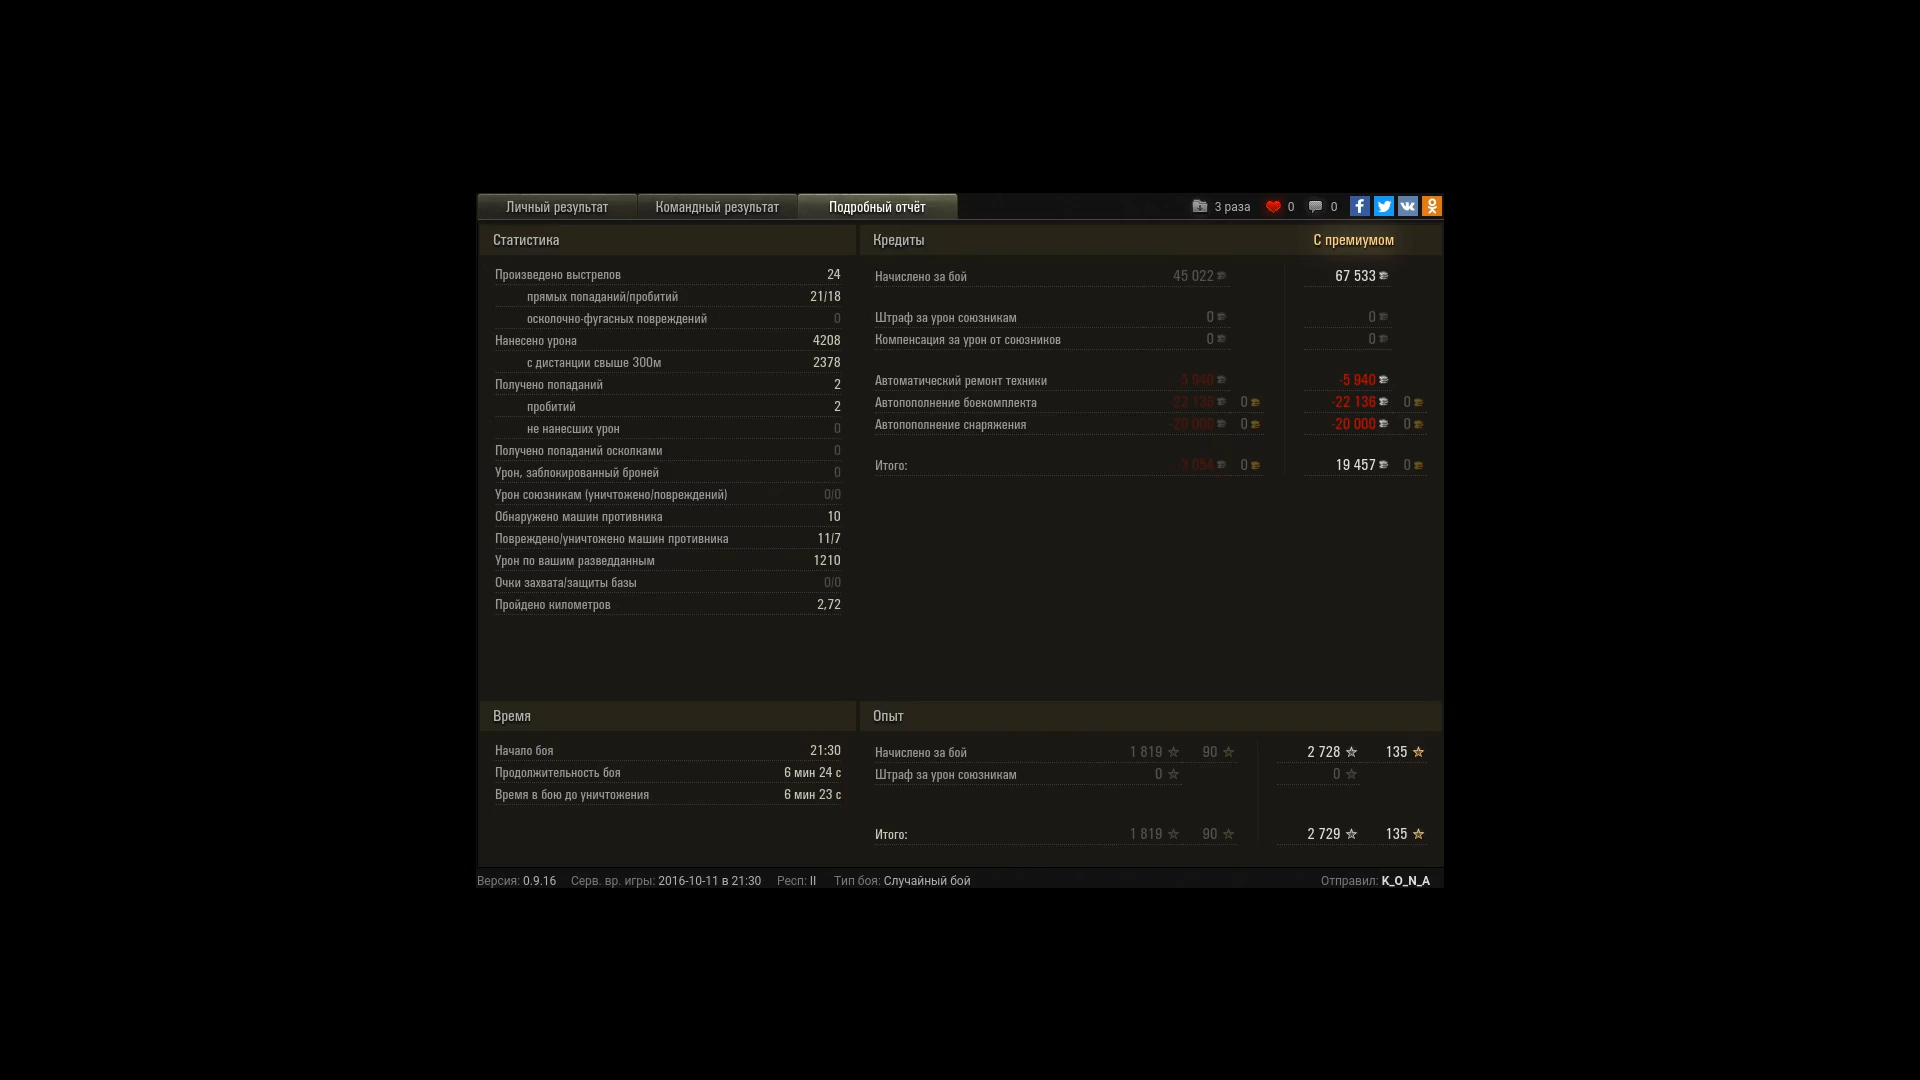 Личный результат Командный результат Подробный отчёт 3 раза 0 0
Статистика
Произведено выстрелов 24
прямых попаданий/пробитий 21/18
осколочно-фугасных повреждений 0
Нанесено урона 4208
с дистанции свыше 300м 2378
Получено попаданий 2
пробитий 2
не нанесших урон 0
Получено попаданий осколками 0
Урон, заблокированный броней 0
Урон союзникам (уничтожено/повреждений) 0/0
Обнаружено машин противника 10
Повреждено/уничтожено машин противника 11/7
Урон по вашим разведданным 1210
Очки захвата/защиты базы 0/0
Пройдено километров 2,72
Кредиты С премиумом
Начислено за бой 45 022 67 533
Штраф за урон союзникам 0 0
Компенсация за урон от союзников 0 0
Автоматический ремонт техники -5 940 -5 940
Автопополнение боекомплекта -22 136 0 -22 136 0
Автопополнение снаряжения -20 000 0 -20 000 0
Итого: -3 054 0 19 457 0
Время
Начало боя 21:30
Продолжительность боя 6 мин 24 с
Время в бою до уничтожения 6 мин 23 с
Опыт
Начислено за бой 1 819 90 2 728 135
Штраф за урон союзникам 0 0
Итого: 1 819 90 2 729 135
Версия: 0.9.16 Серв. вр. игры: 2016-10-11 в 21:30 Респ: II Тип боя: Случайный бой Отправил: K_O_N_A